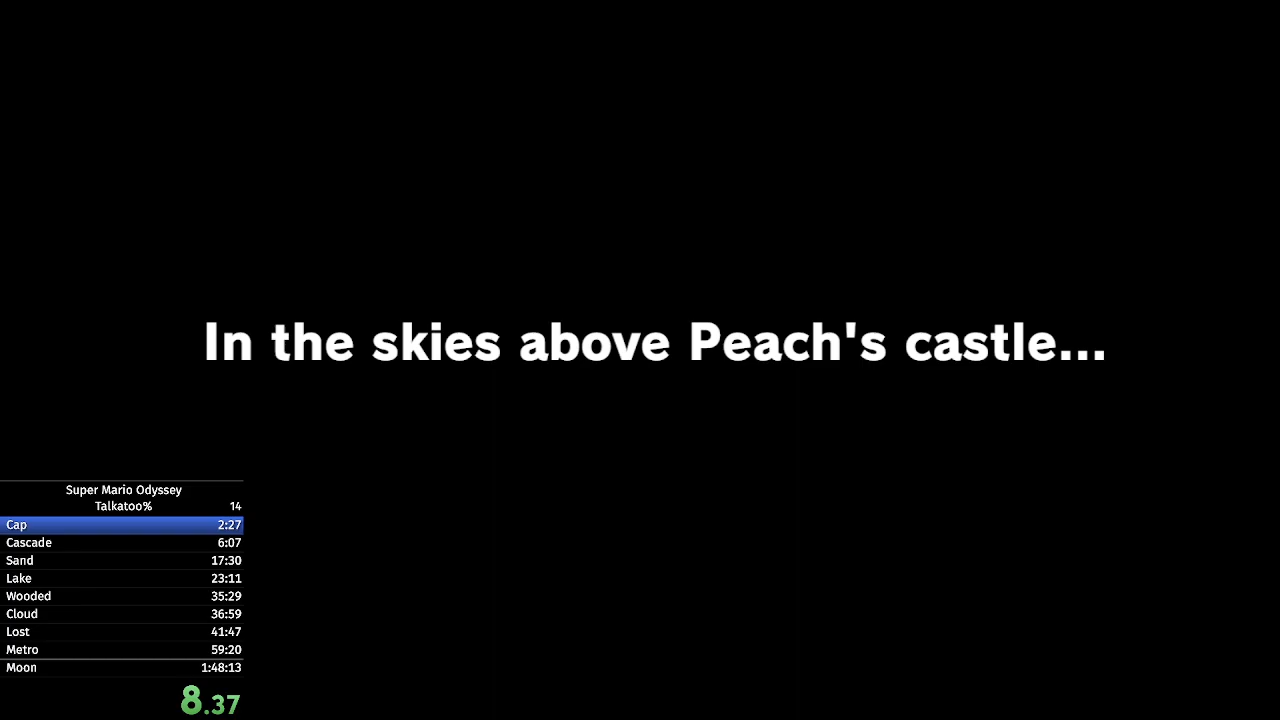 In the skies above Peach's castle...
Super Mario Odyssey
Talkatoo% 14
Cap 2:27
Cascade 6:07
Sand 17:30
Lake 23:11
Wooded 35:29
Cloud 36:59
Lost 41:47
Metro 59:20
Moon 1:48:13
8.37